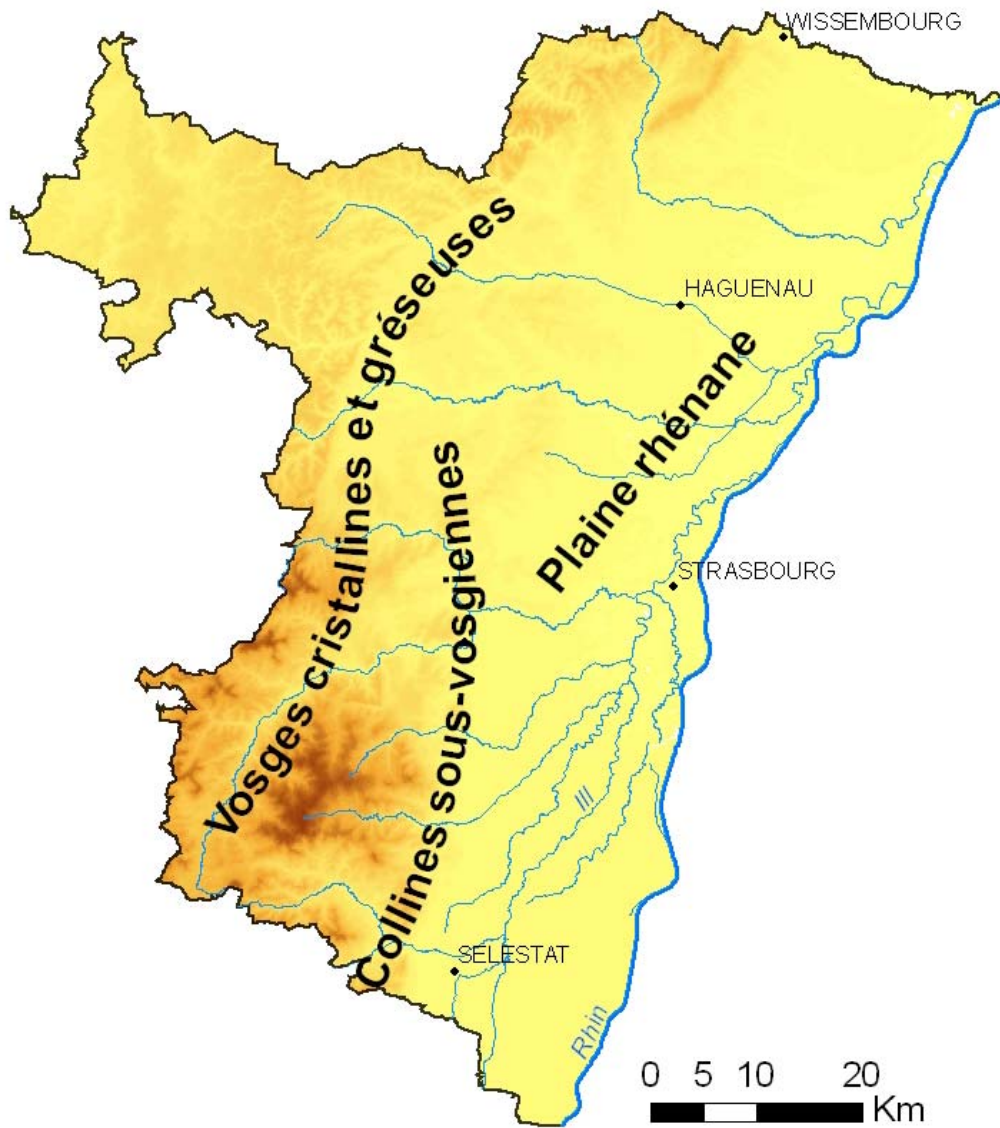 WISSEMBOURG
HAGUENAU
Vosges cristallines et gréseuses
Plaine rhénane
Collines sous-vosgiennes
STRASBOURG
Ill
SELESTAT
Rhin
0 5 10 20
Km